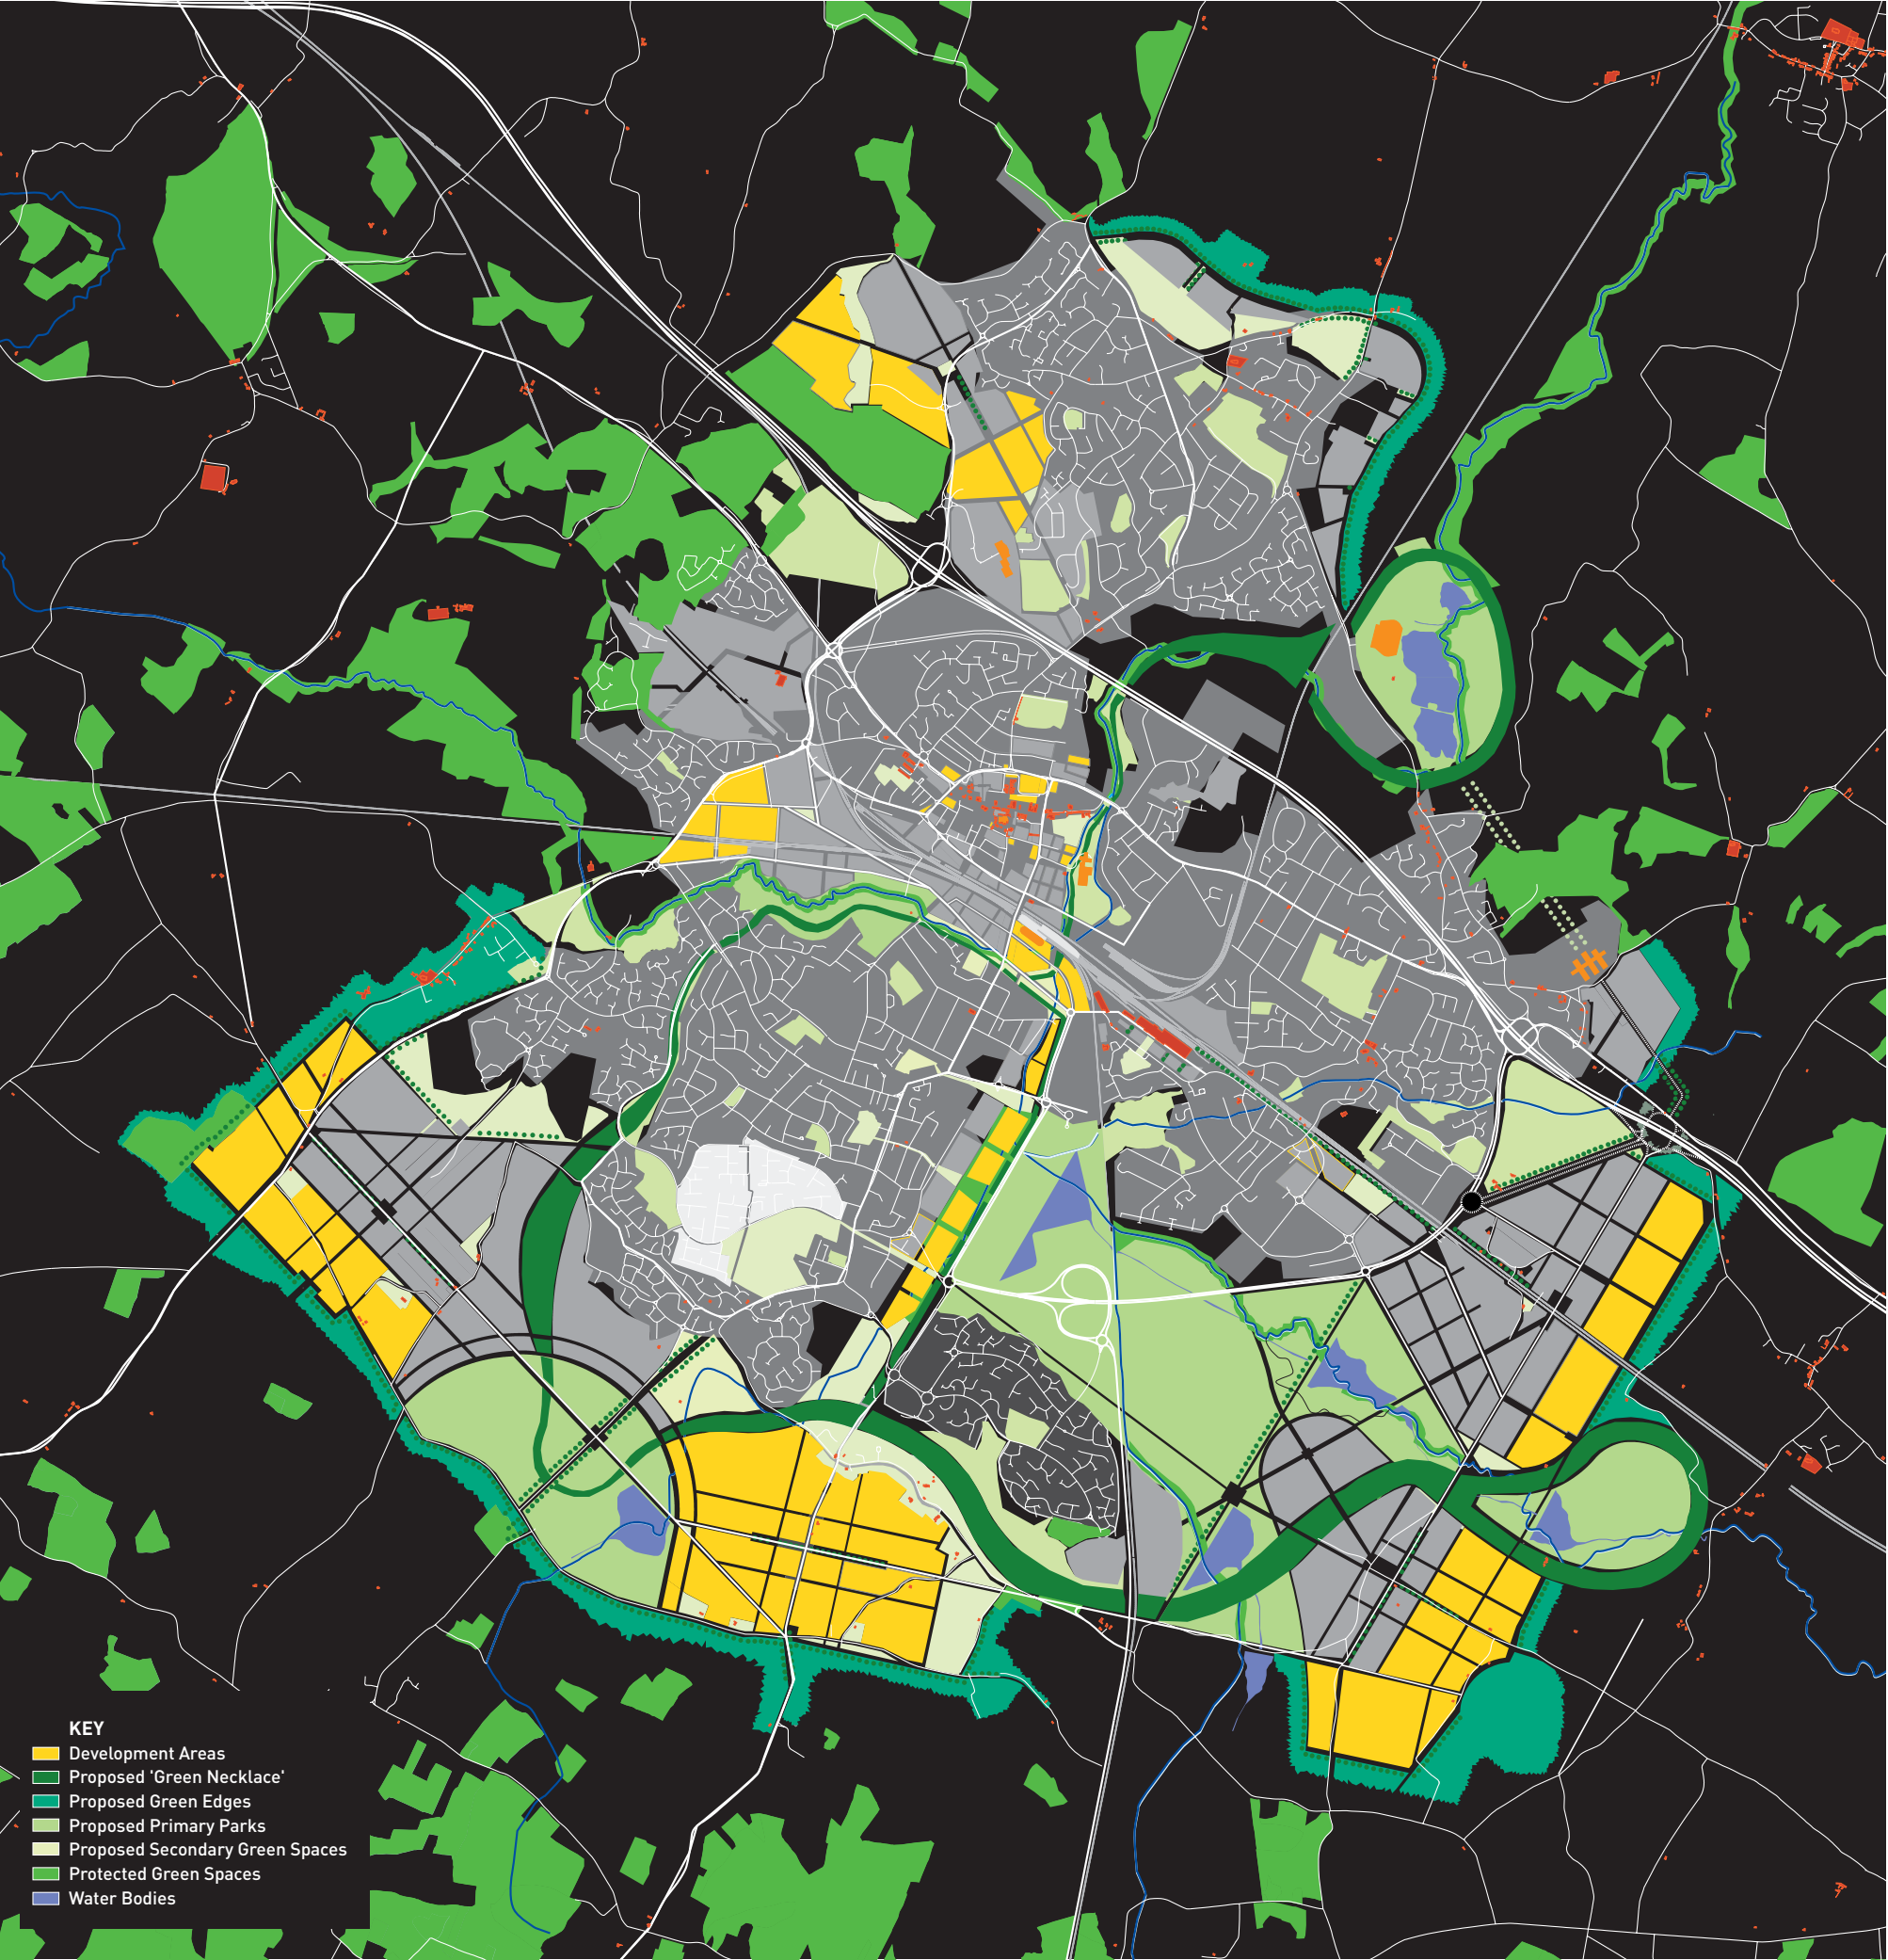 KEY
Development Areas
Proposed 'Green Necklace'
Proposed Green Edges
Proposed Primary Parks
Proposed Secondary Green Spaces
Protected Green Spaces
Water Bodies